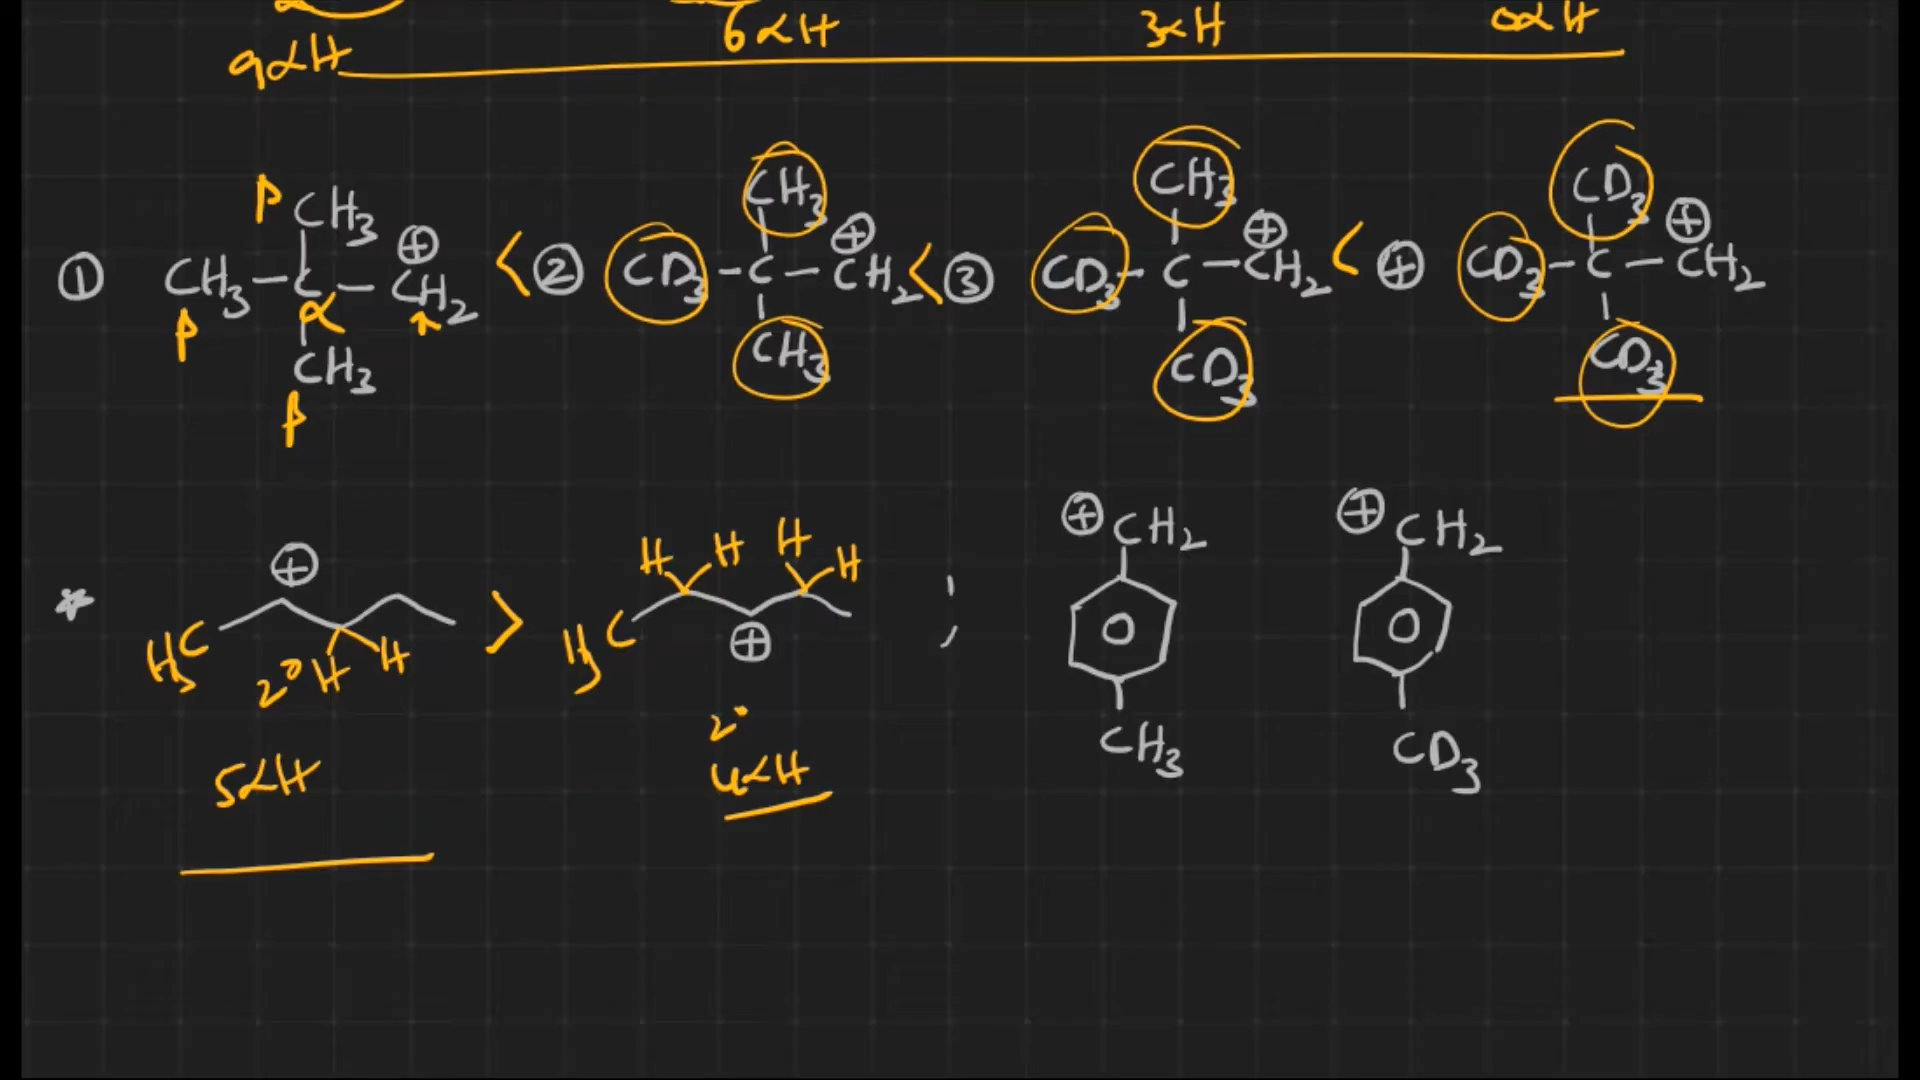 9αH 6αH 3αH 0αH
β CH3 CH3 CH3 CD3
① CH3-C-CH2 ⊕ < ② CD3-C-CH2 ⊕ < ③ CD3-C-CH2 ⊕ < ④ CD3-C-CH2 ⊕
β α
CH3 CH3 CD3 CD3
β
* H3C ⊕ 2° H H > H3C H H H H ⊕ ; ⊕ CH2 ⊕ CH2
2°
CH3 CD3
5αH 4αH